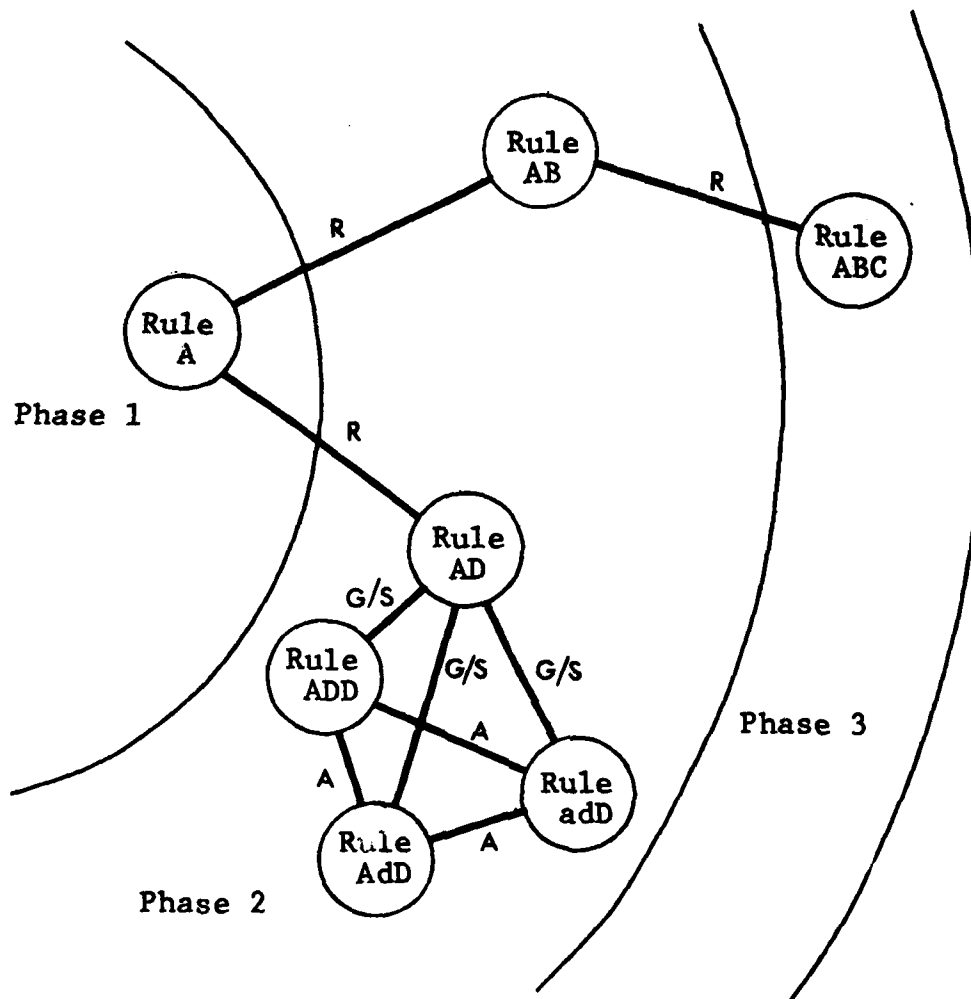 Rule
AB
R
R
Rule
ABC
Rule
A
Phase 1
R
Rule
AD
G/S
Rule
ADD
G/S
G/S
A
Phase 3
A
Rule
adD
A
Rule
AdD
Phase 2